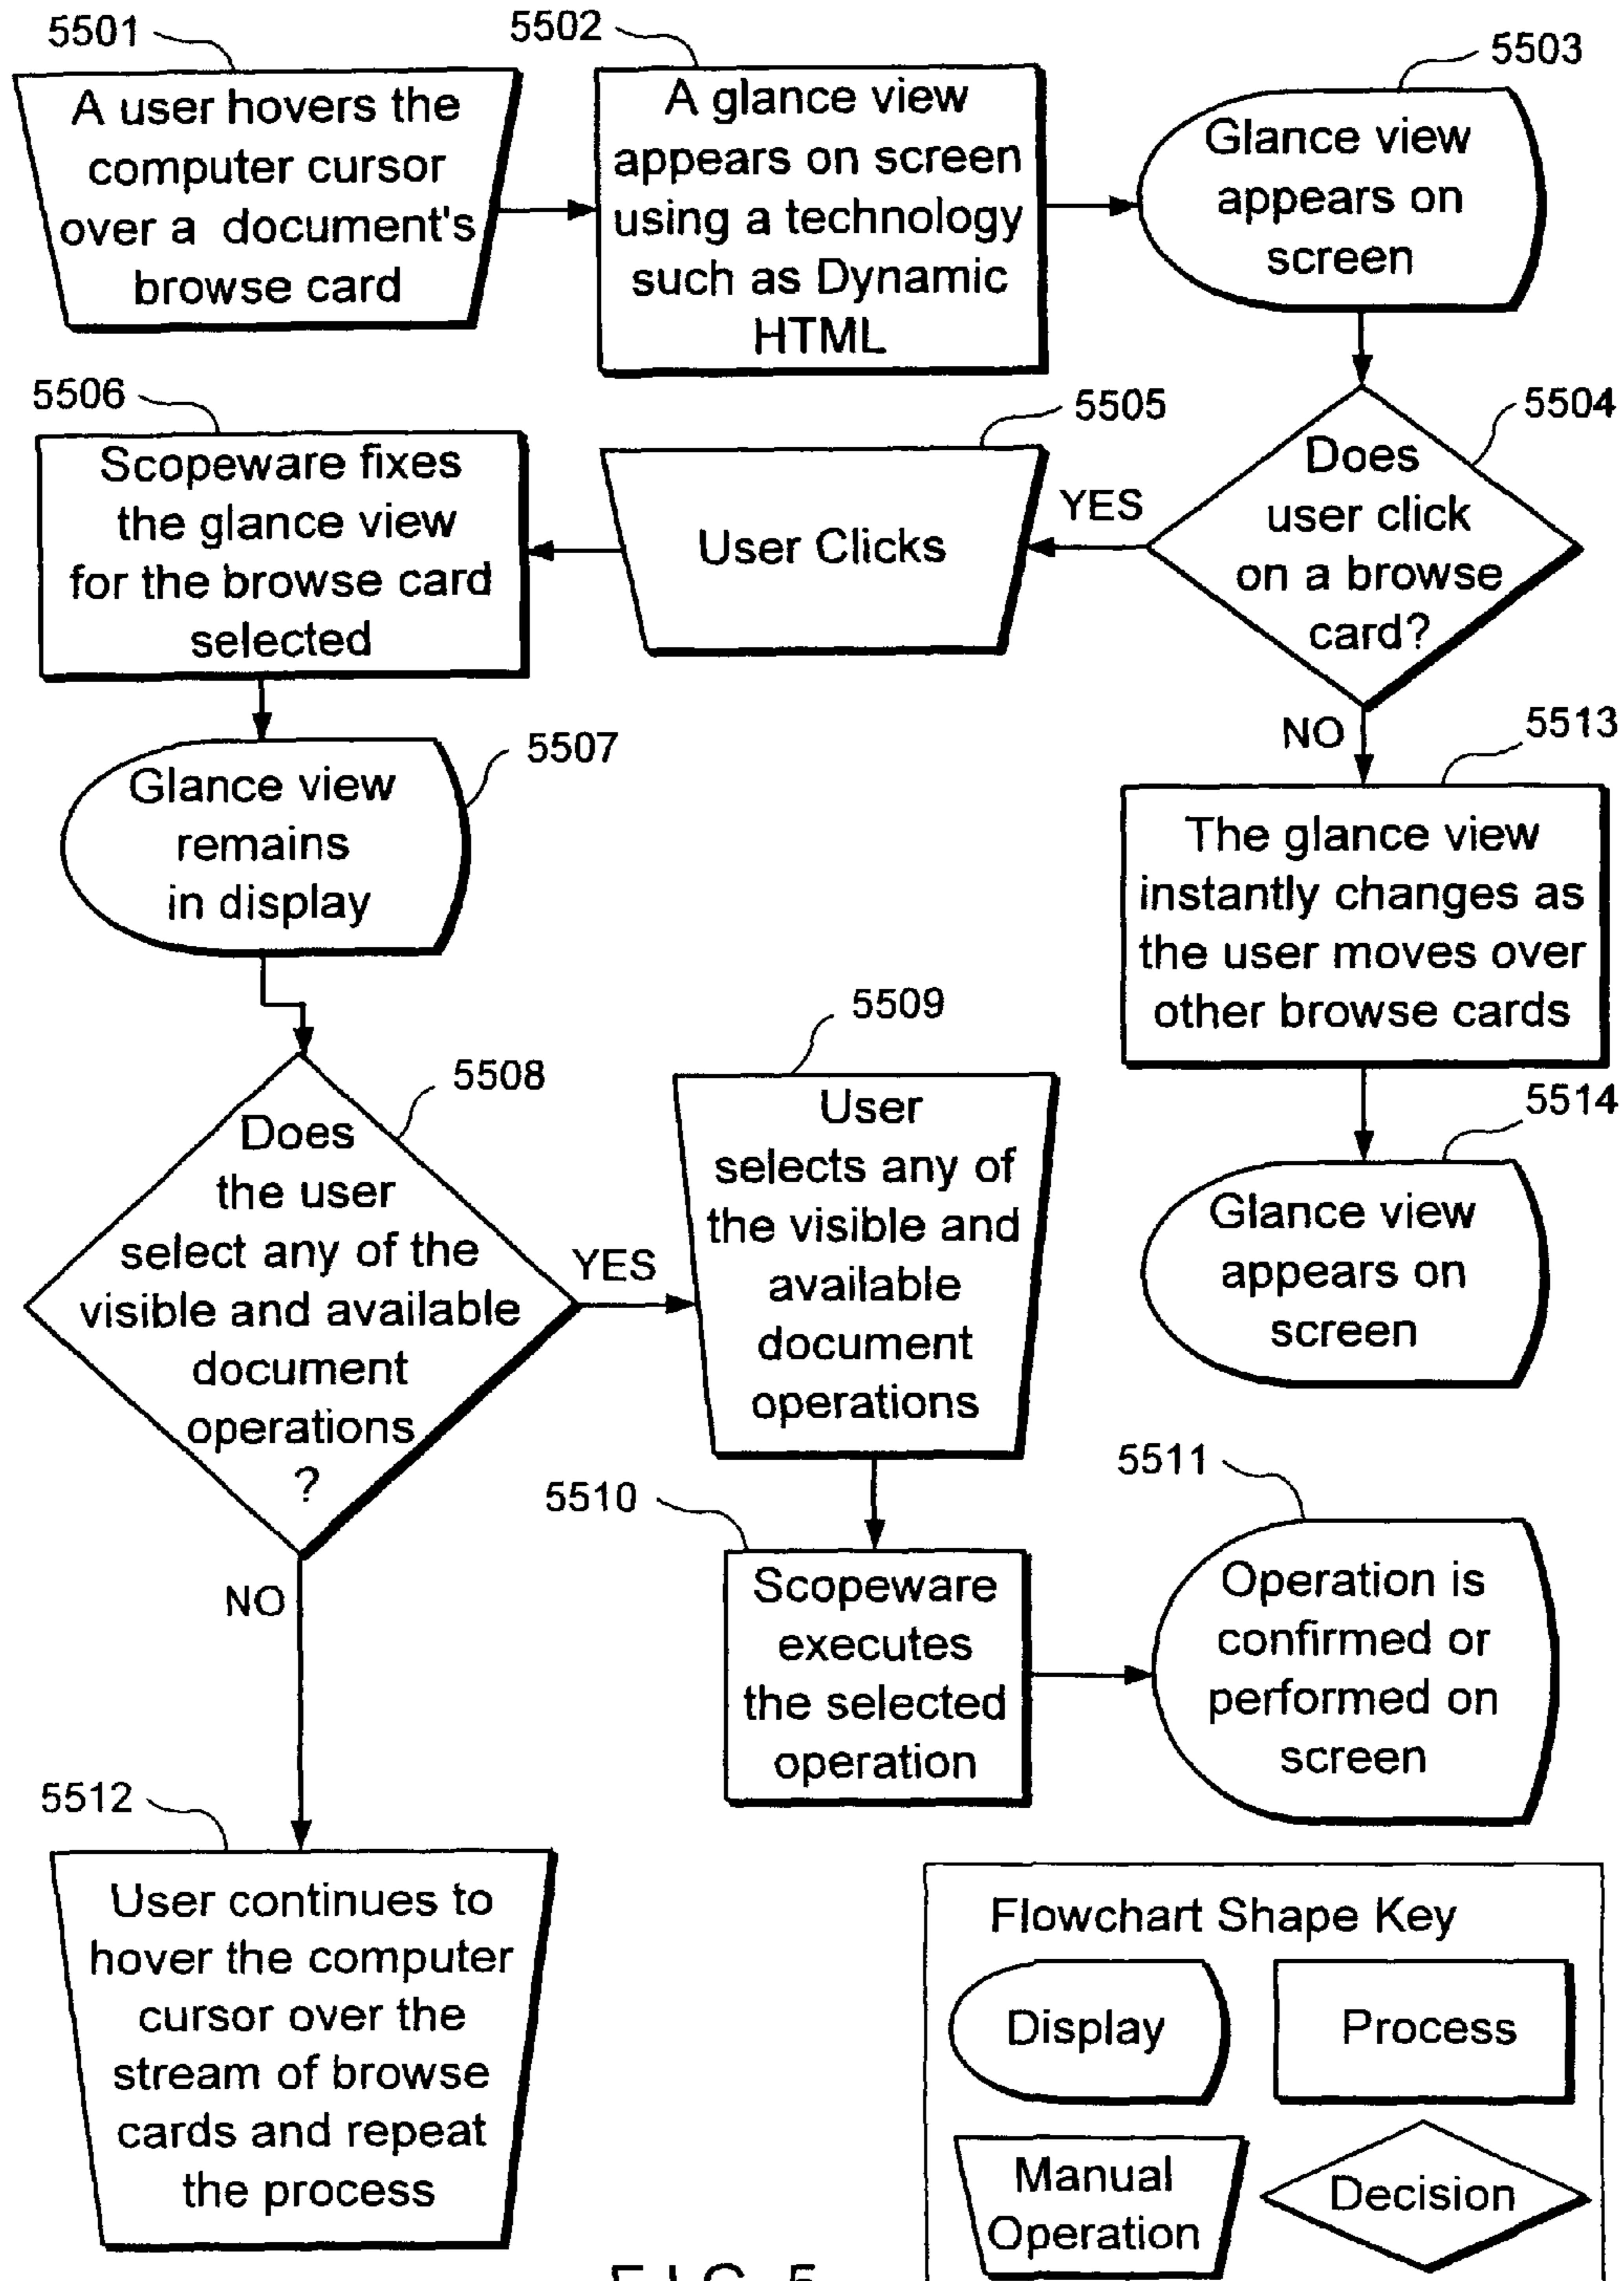 5501
A user hovers the
computer cursor
over a document's
browse card
5502
A glance view
appears on screen
using a technology
such as Dynamic
HTML
5503
Glance view
appears on
screen
5504
Does
user click
on a browse
card?
YES
NO
5505
User Clicks
5506
Scopeware fixes
the glance view
for the browse card
selected
5507
Glance view
remains
in display
5508
Does
the user
select any of the
visible and available
document
operations
?
YES
NO
5509
User
selects any of
the visible and
available
document
operations
5510
Scopeware
executes
the selected
operation
5511
Operation is
confirmed or
performed on
screen
5512
User continues to
hover the computer
cursor over the
stream of browse
cards and repeat
the process
5513
The glance view
instantly changes as
the user moves over
other browse cards
5514
Glance view
appears on
screen
Flowchart Shape Key
Display
Process
Manual
Operation
Decision